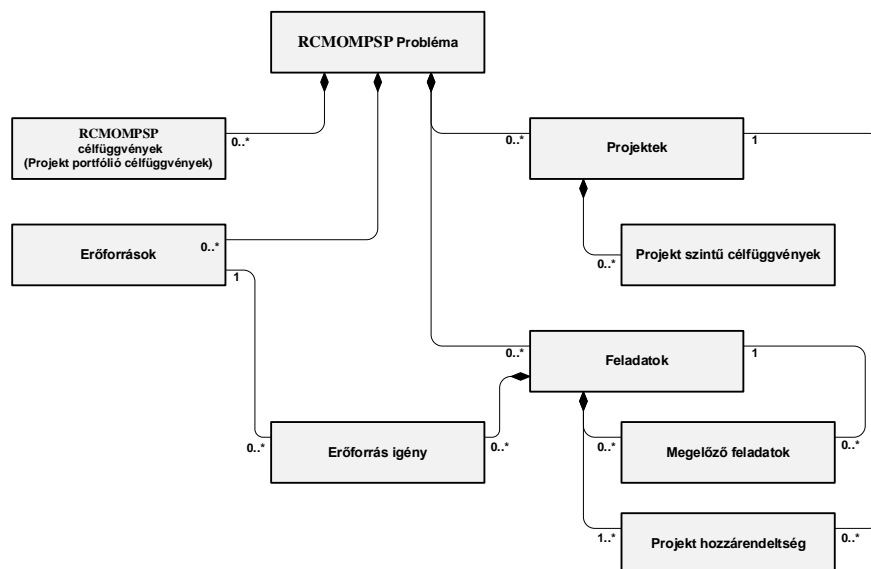 RCMOMPSP Probléma
RCMOMPSP
célfüggvények
(Projekt portfólió célfüggvények)
0..*
0..*
Projektek
1
Erőforrások
0..*
1
Projekt szintű célfüggvények
0..*
0..*
Feladatok
1
Erőforrás igény
0..*
0..*
Megelőző feladatok
0..*
0..*
Projekt hozzárendeltség
1..*
0..*